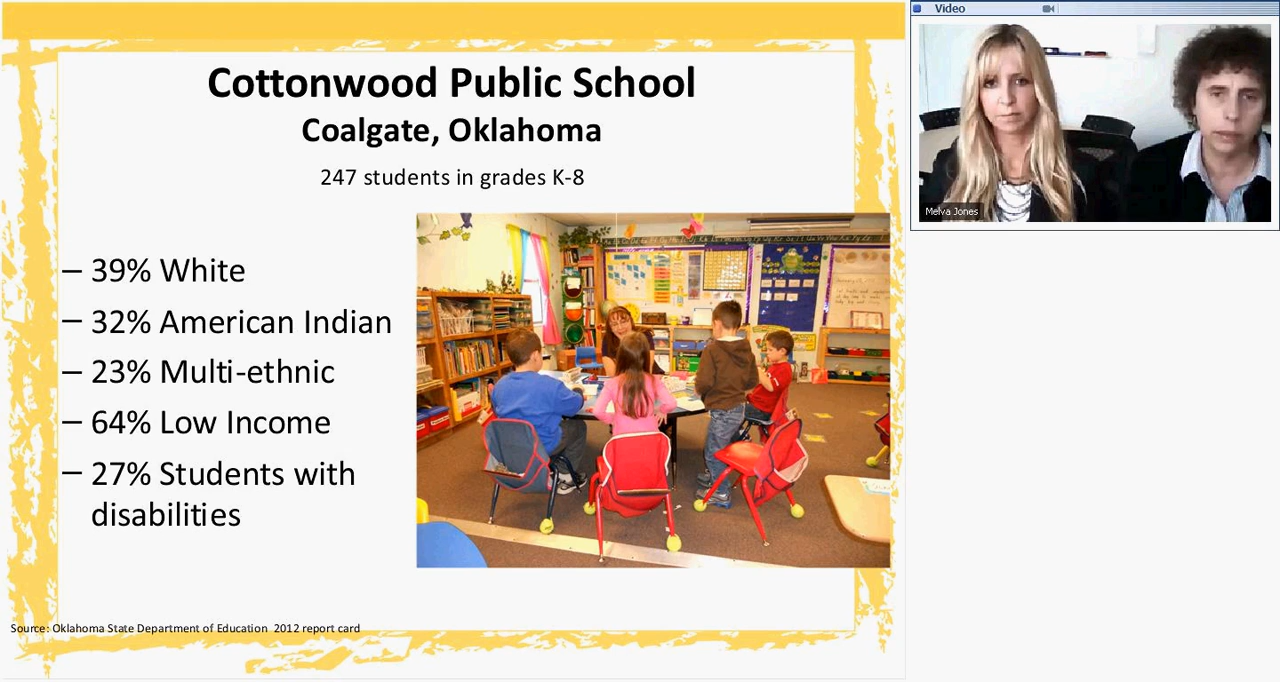 Cottonwood Public School
Coalgate, Oklahoma
247 students in grades K-8
– 39% White
– 32% American Indian
– 23% Multi-ethnic
– 64% Low Income
– 27% Students with
disabilities
Source: Oklahoma State Department of Education 2012 report card
Video
Melva Jones